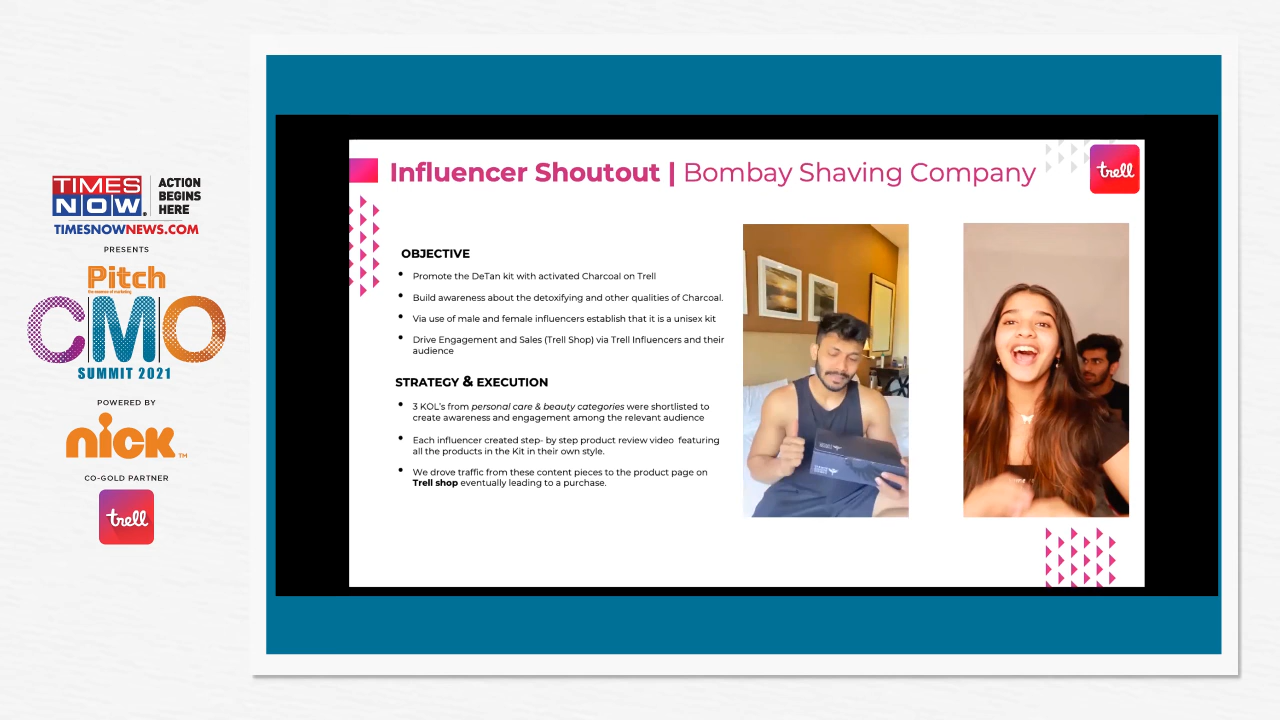 TIMES
NOW
ACTION
BEGINS
HERE
TIMESNOWNEWS.COM
PRESENTS
Pitch
the essence of marketing
CMO
SUMMIT 2021
POWERED BY
nick
TM
CO-GOLD PARTNER
trell
Influencer Shoutout | Bombay Shaving Company
trell
OBJECTIVE
• Promote the DeTan kit with activated Charcoal on Trell
• Build awareness about the detoxifying and other qualities of Charcoal.
• Via use of male and female influencers establish that it is a unisex kit
• Drive Engagement and Sales (Trell Shop) via Trell Influencers and their
audience
STRATEGY & EXECUTION
• 3 KOL's from personal care & beauty categories were shortlisted to
create awareness and engagement among the relevant audience
• Each influencer created step- by step product review video featuring
all the products in the Kit in their own style.
• We drove traffic from these content pieces to the product page on
Trell shop eventually leading to a purchase.